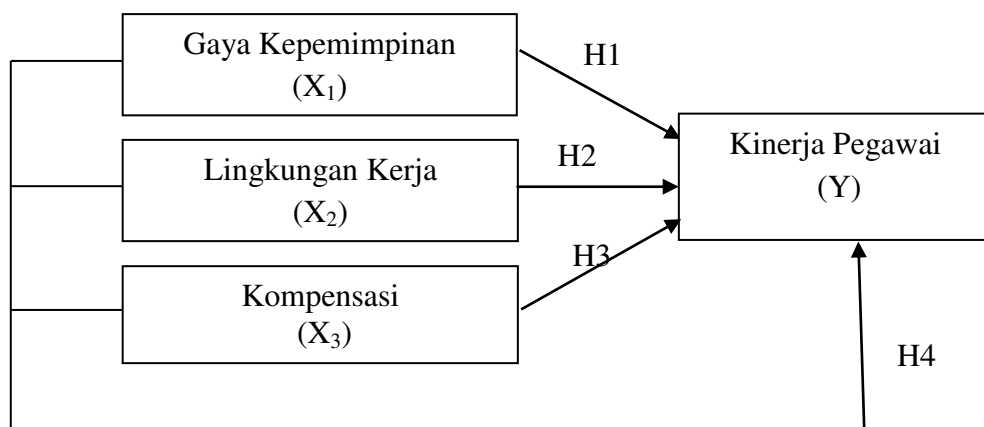 Gaya Kepemimpinan
(X₁)
H1
Lingkungan Kerja
(X₂)
H2
Kinerja Pegawai
(Y)
Kompensasi
(X₃)
H3
H4